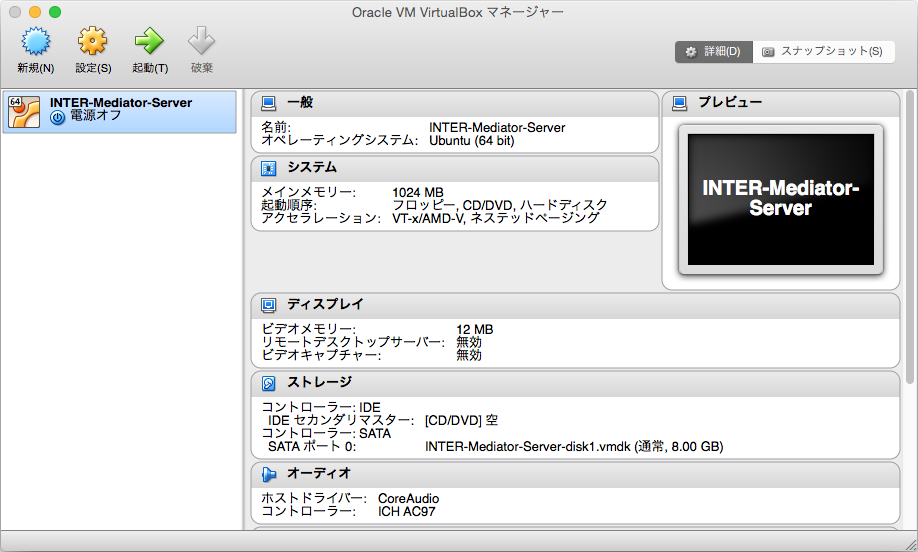 Oracle VM VirtualBox マネージャー
新規(N) 設定(S) 起動(T) 破棄
詳細(D) スナップショット(S)
64 INTER-Mediator-Server
電源オフ
一般
名前: INTER-Mediator-Server
オペレーティングシステム: Ubuntu (64 bit)
システム
メインメモリー: 1024 MB
起動順序: フロッピー, CD/DVD, ハードディスク
アクセラレーション: VT-x/AMD-V, ネステッドページング
プレビュー
INTER-Mediator-
Server
ディスプレイ
ビデオメモリー: 12 MB
リモートデスクトップサーバー: 無効
ビデオキャプチャー: 無効
ストレージ
コントローラー: IDE
IDE セカンダリマスター: [CD/DVD] 空
コントローラー: SATA
SATA ポート 0: INTER-Mediator-Server-disk1.vmdk (通常, 8.00 GB)
オーディオ
ホストドライバー: CoreAudio
コントローラー: ICH AC97